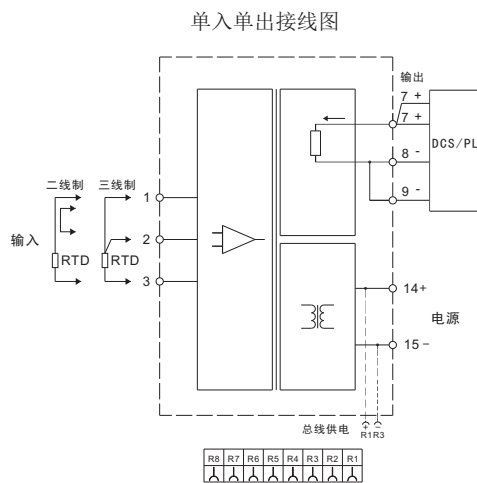 单入单出接线图
输出
7 +
7 +
DCS/PL
8 -
9 -
二线制 三线制
1
2
3
输入
RTD RTD
14+
电源
15 -
总线供电
+ -
R1R3
R8 R7 R6 R5 R4 R3 R2 R1